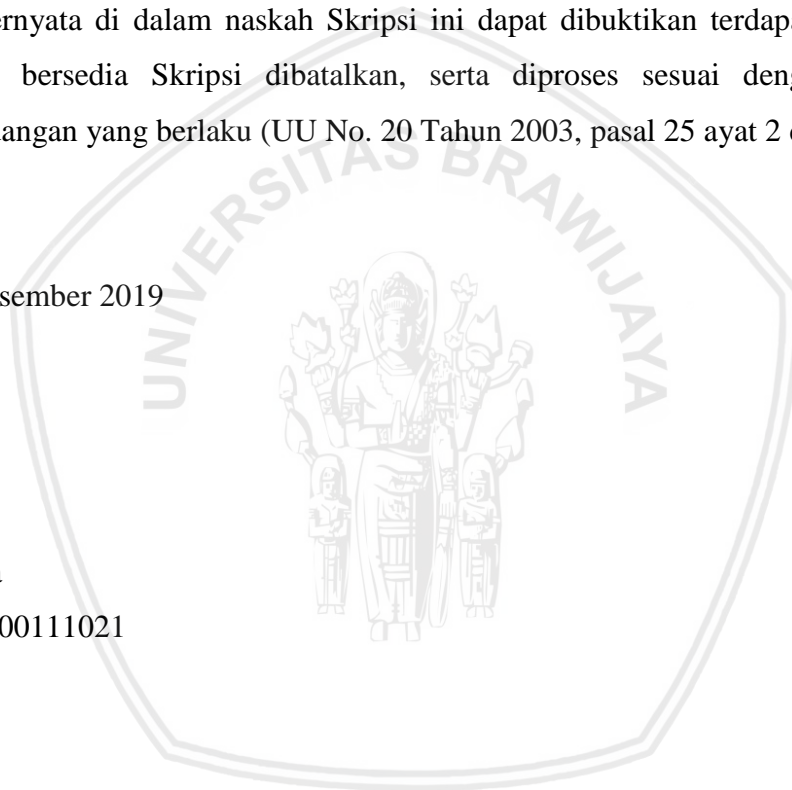 ernyata di dalam naskah Skripsi ini dapat dibuktikan terdapa
bersedia Skripsi dibatalkan, serta diproses sesuai deng
langan yang berlaku (UU No. 20 Tahun 2003, pasal 25 ayat 2 d
UNIVERSITAS BRAWIJAYA
sember 2019
00111021